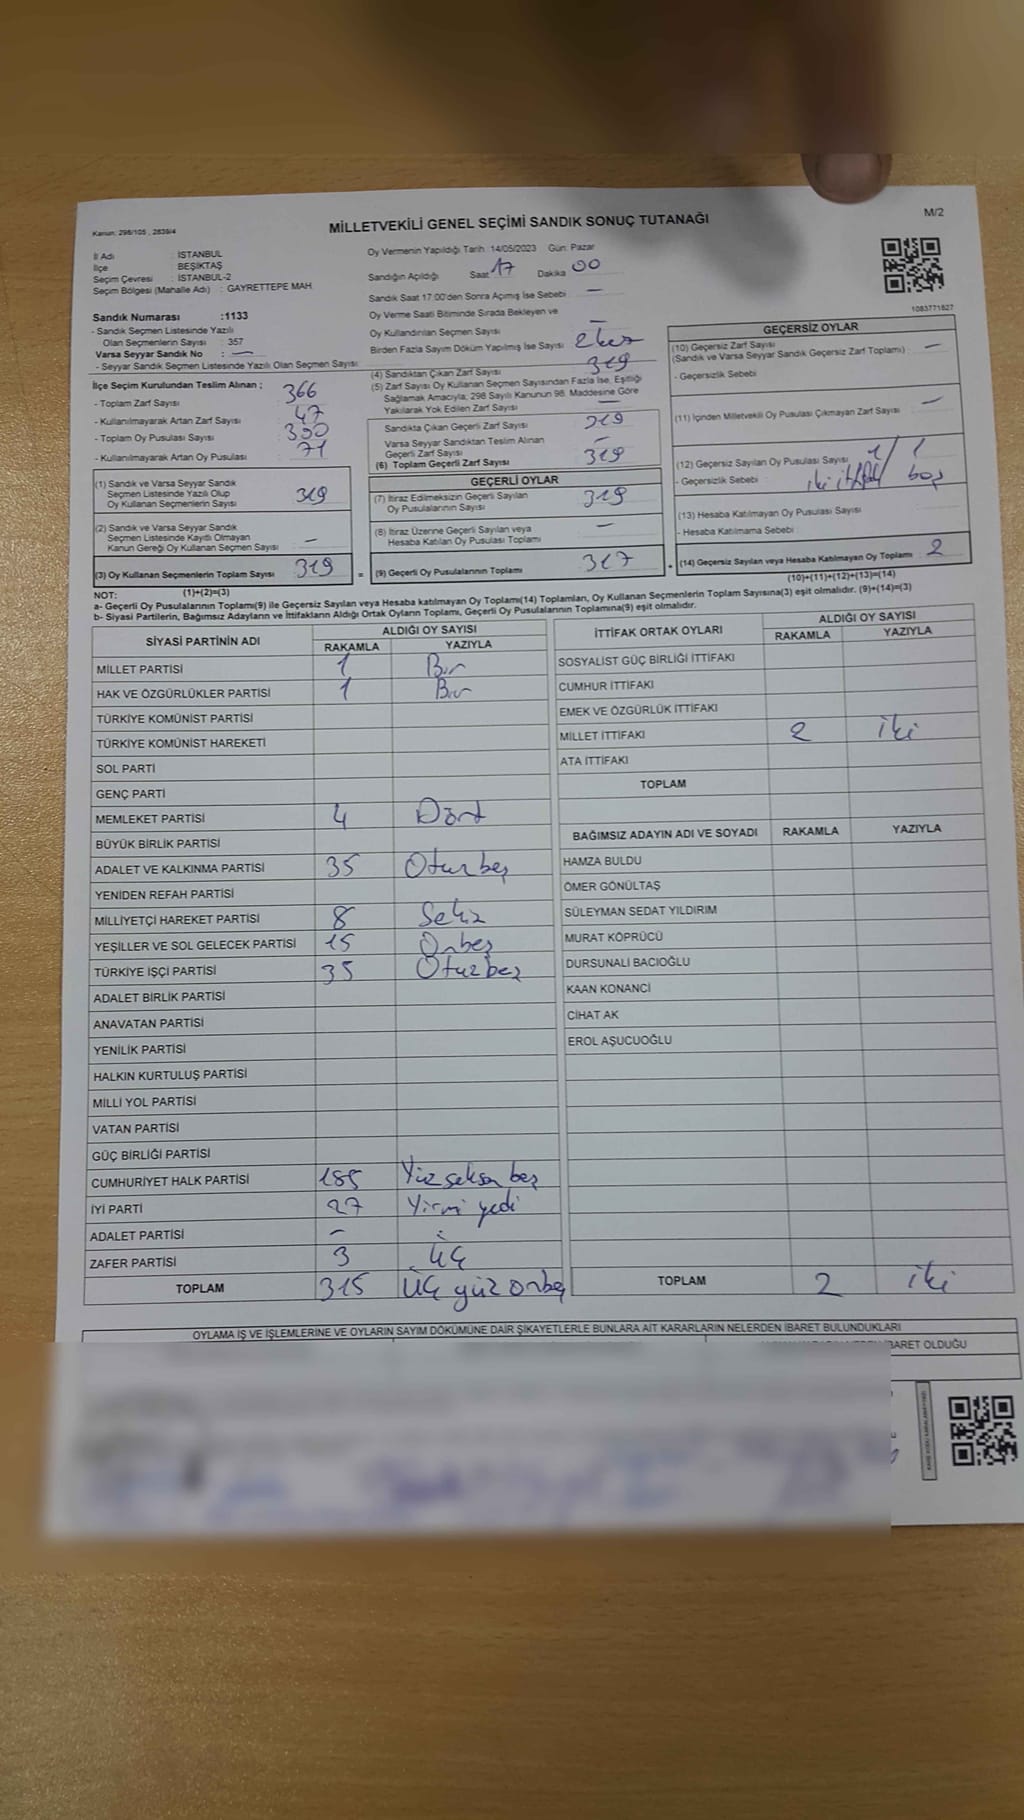 Kanun: 298/105 , 2839/4
MİLLETVEKİLİ GENEL SEÇİMİ SANDIK SONUÇ TUTANAĞI
M/2
İl Adı : İSTANBUL
İlçe : BEŞİKTAŞ
Seçim Çevresi : İSTANBUL-2
Seçim Bölgesi (Mahalle Adı) : GAYRETTEPE MAH.
Sandık Numarası :1133
- Sandık Seçmen Listesinde Yazılı
Olan Seçmenlerin Sayısı : 357
Varsa Seyyar Sandık No : —
- Seyyar Sandık Seçmen Listesinde Yazılı Olan Seçmen Sayısı:
İlçe Seçim Kurulundan Teslim Alınan ;
- Toplam Zarf Sayısı : 366
- Kullanılmayarak Artan Zarf Sayısı : 47
- Toplam Oy Pusulası Sayısı : 390
- Kullanılmayarak Artan Oy Pusulası : 71
Oy Vermenin Yapıldığı Tarih 14/05/2023 Gün: Pazar
Sandığın Açıldığı Saat 17 Dakika 00
Sandık Saat 17:00'den Sonra Açımış İse Sebebi : —
Oy Verme Saati Bitiminde Sırada Bekleyen ve
Oy Kullandırılan Seçmen Sayısı : —
Birden Fazla Sayım Döküm Yapılmış İse Sayısı : 2 kez
(4) Sandıktan Çıkan Zarf Sayısı : 319
(5) Zarf Sayısı Oy Kullanan Seçmen Sayısından Fazla İse, Eşitliği
Sağlamak Amacıyla, 298 Sayılı Kanunun 98. Maddesine Göre
Yakılarak Yok Edilen Zarf Sayısı : —
Sandıkta Çıkan Geçerli Zarf Sayısı : 319
Varsa Seyyar Sandıktan Teslim Alınan
Geçerli Zarf Sayısı : —
(6) Toplam Geçerli Zarf Sayısı : 319
1083771827
GEÇERSİZ OYLAR
(10) Geçersiz Zarf Sayısı
(Sandık ve Varsa Seyyar Sandık Geçersiz Zarf Toplamı) : —
- Geçersizlik Sebebi :
(11) İçinden Milletvekili Oy Pusulası Çıkmayan Zarf Sayısı : —
(12) Geçersiz Sayılan Oy Pusulası Sayısı : 1 / 1
- Geçersizlik Sebebi : iki ittifak boş
(13) Hesaba Katılmayan Oy Pusulası Sayısı :
- Hesaba Katılmama Sebebi :
(14) Geçersiz Sayılan veya Hesaba Katılmayan Oy Toplamı : 2
(10)+(11)+(12)+(13)=(14)
(1) Sandık ve Varsa Seyyar Sandık
Seçmen Listesinde Yazılı Olup
Oy Kullanan Seçmenlerin Sayısı : 319
(2) Sandık ve Varsa Seyyar Sandık
Seçmen Listesinde Kayıtlı Olmayan
Kanun Gereği Oy Kullanan Seçmen Sayısı : —
(3) Oy Kullanan Seçmenlerin Toplam Sayısı : 319
(1)+(2)=(3)
GEÇERLİ OYLAR
(7) İtiraz Edilmeksizin Geçerli Sayılan
Oy Pusulalarının Sayısı : 319
(8) İtiraz Üzerine Geçerli Sayılan veya
Hesaba Katılan Oy Pusulası Toplamı : —
(9) Geçerli Oy Pusulalarının Toplamı : 317
NOT:
a- Geçerli Oy Pusulalarının Toplamı(9) ile Geçersiz Sayılan veya Hesaba katılmayan Oy Toplamı(14) Toplamları, Oy Kullanan Seçmenlerin Toplam Sayısına(3) eşit olmalıdır. (9)+(14)=(3)
b- Siyasi Partilerin, Bağımsız Adayların ve İttifakların Aldığı Ortak Oyların Toplamı, Geçerli Oy Pusulalarının Toplamına(9) eşit olmalıdır.
SİYASİ PARTİNİN ADI ALDIĞI OY SAYISI
RAKAMLA YAZIYLA
MİLLET PARTİSİ 1 Bir
HAK VE ÖZGÜRLÜKLER PARTİSİ 1 Bir
TÜRKİYE KOMÜNİST PARTİSİ
TÜRKİYE KOMÜNİST HAREKETİ
SOL PARTİ
GENÇ PARTİ
MEMLEKET PARTİSİ 4 Dört
BÜYÜK BİRLİK PARTİSİ
ADALET VE KALKINMA PARTİSİ 35 Oturbeş
YENİDEN REFAH PARTİSİ
MİLLİYETÇİ HAREKET PARTİSİ 8 Sekiz
YEŞİLLER VE SOL GELECEK PARTİSİ 15 Onbeş
TÜRKİYE İŞÇİ PARTİSİ 35 Otuzbeş
ADALET BİRLİK PARTİSİ
ANAVATAN PARTİSİ
YENİLİK PARTİSİ
HALKIN KURTULUŞ PARTİSİ
MİLLİ YOL PARTİSİ
VATAN PARTİSİ
GÜÇ BİRLİĞİ PARTİSİ
CUMHURİYET HALK PARTİSİ 185 Yüz seksen beş
İYİ PARTİ 27 Yirmi yedi
ADALET PARTİSİ -
ZAFER PARTİSİ 3 Üç
TOPLAM 315 Üç yüz onbeş
İTTİFAK ORTAK OYLARI ALDIĞI OY SAYISI
RAKAMLA YAZIYLA
SOSYALİST GÜÇ BİRLİĞİ İTTİFAKI
CUMHUR İTTİFAKI
EMEK VE ÖZGÜRLÜK İTTİFAKI
MİLLET İTTİFAKI 2 İki
ATA İTTİFAKI
TOPLAM
BAĞIMSIZ ADAYIN ADI VE SOYADI RAKAMLA YAZIYLA
HAMZA BULDU
ÖMER GÖNÜLTAŞ
SÜLEYMAN SEDAT YILDIRIM
MURAT KÖPRÜCÜ
DURSUNALİ BACIOĞLU
KAAN KONANCİ
CİHAT AK
EROL AŞUCUOĞLU
TOPLAM 2 iki
OYLAMA İŞ VE İŞLEMLERİNE VE OYLARIN SAYIM DÖKÜMÜNE DAİR ŞİKAYETLERLE BUNLARA AİT KARARLARIN NELERDEN İBARET BULUNDUKLARI
BARET OLDUĞU